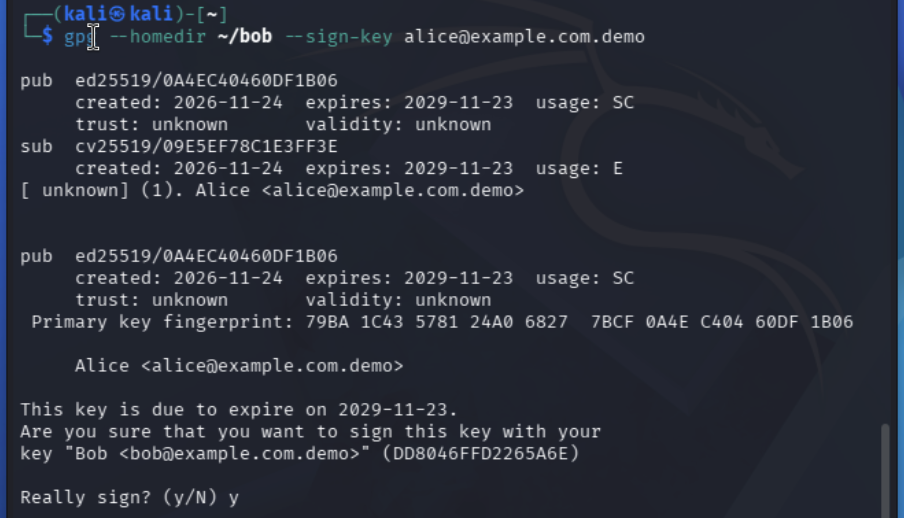 ┌──(kali㉿kali)-[~]
└─$ gpg --homedir ~/bob --sign-key alice@example.com.demo
pub  ed25519/0A4EC40460DF1B06
     created: 2026-11-24  expires: 2029-11-23  usage: SC
     trust: unknown       validity: unknown
sub  cv25519/09E5EF78C1E3FF3E
     created: 2026-11-24  expires: 2029-11-23  usage: E
[ unknown] (1). Alice <alice@example.com.demo>
pub  ed25519/0A4EC40460DF1B06
     created: 2026-11-24  expires: 2029-11-23  usage: SC
     trust: unknown       validity: unknown
 Primary key fingerprint: 79BA 1C43 5781 24A0 6827  7BCF 0A4E C404 60DF 1B06
     Alice <alice@example.com.demo>
This key is due to expire on 2029-11-23.
Are you sure that you want to sign this key with your
key "Bob <bob@example.com.demo>" (DD8046FFD2265A6E)
Really sign? (y/N) y